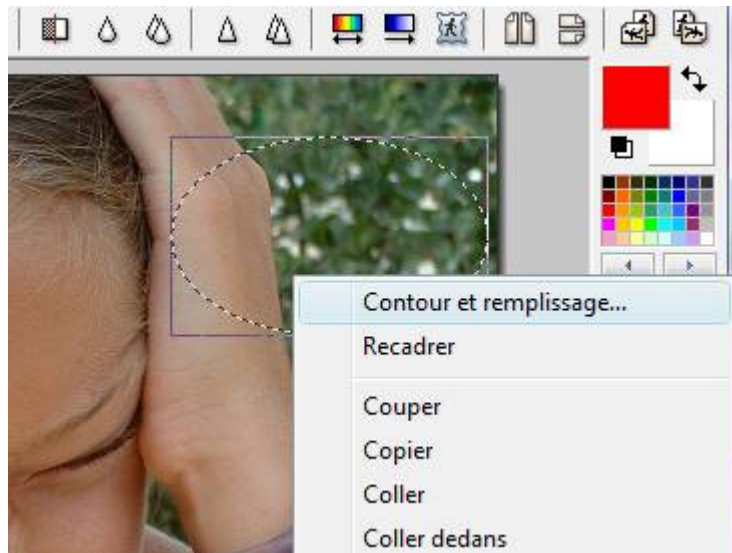 Contour et remplissage...
Recadrer
Couper
Copier
Coller
Coller dedans